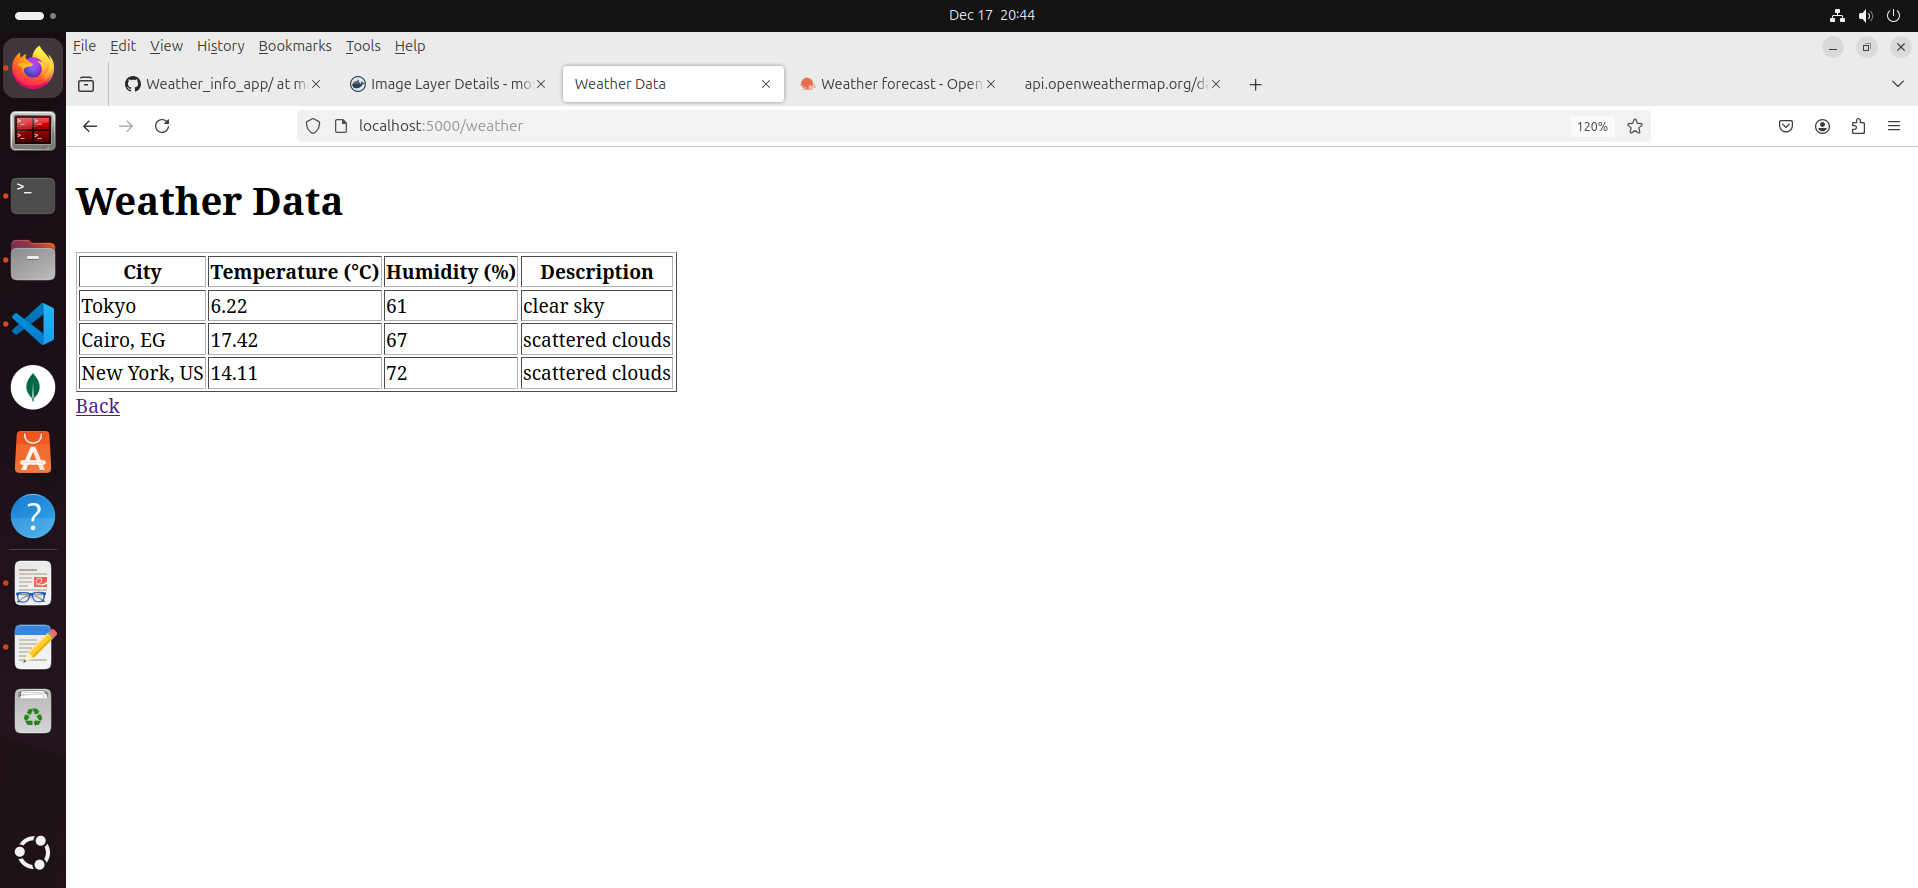 Dec 17 20:44
File Edit View History Bookmarks Tools Help
Weather_info_app/ at m Image Layer Details - mo Weather Data Weather forecast - Open api.openweathermap.org/d
localhost:5000/weather 120%
Weather Data
City Temperature (°C) Humidity (%) Description
Tokyo 6.22 61 clear sky
Cairo, EG 17.42 67 scattered clouds
New York, US 14.11 72 scattered clouds
Back